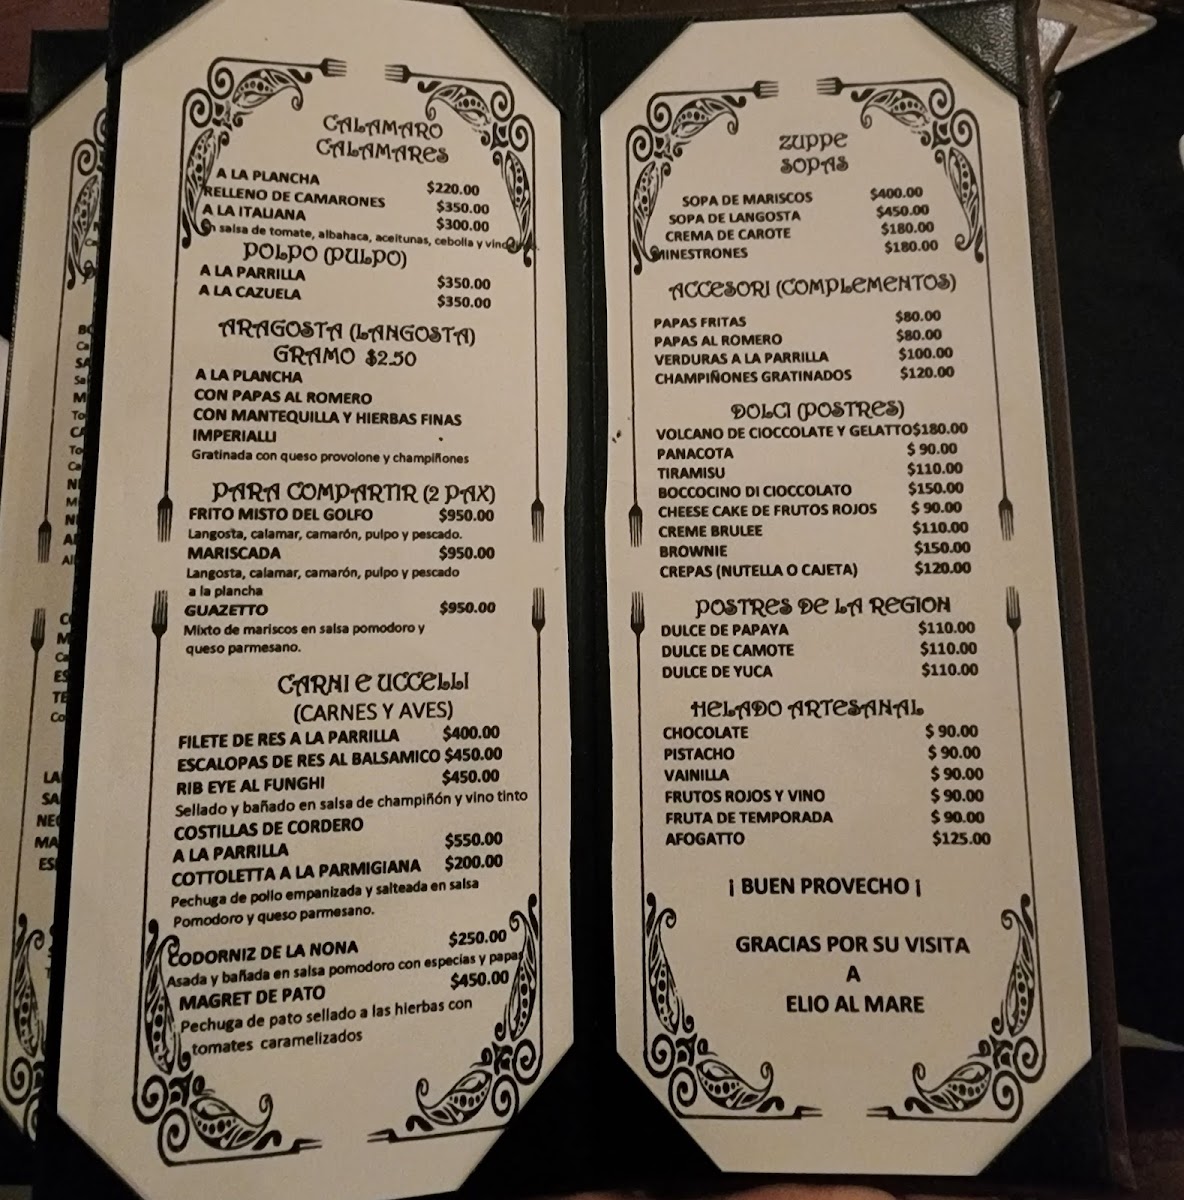 CALAMARO
CALAMARES
A LA PLANCHA $220.00
RELLENO DE CAMARONES $350.00
A LA ITALIANA $300.00
En salsa de tomate, albahaca, aceitunas, cebolla y vino
POLPO (PULPO)
A LA PARRILLA $350.00
A LA CAZUELA $350.00
ARAGOSTA (LANGOSTA)
GRAMO $2.50
A LA PLANCHA
CON PAPAS AL ROMERO
CON MANTEQUILLA Y HIERBAS FINAS
IMPERIALLI
Gratinada con queso provolone y champiñones
PARA COMPARTIR (2 PAX)
FRITO MISTO DEL GOLFO $950.00
Langosta, calamar, camarón, pulpo y pescado.
MARISCADA $950.00
Langosta, calamar, camarón, pulpo y pescado
a la plancha
GUAZETTO $950.00
Mixto de mariscos en salsa pomodoro y
queso parmesano.
CARNI E UCCELLI
(CARNES Y AVES)
FILETE DE RES A LA PARRILLA $400.00
ESCALOPAS DE RES AL BALSAMICO $450.00
RIB EYE AL FUNGHI $450.00
Sellado y bañado en salsa de champiñón y vino tinto
COSTILLAS DE CORDERO
A LA PARRILLA $550.00
COTTOLETTA A LA PARMIGIANA $200.00
Pechuga de pollo empanizada y salteada en salsa
Pomodoro y queso parmesano.
CODORNIZ DE LA NONA $250.00
Asada y bañada en salsa pomodoro con especias y papas
MAGRET DE PATO $450.00
Pechuga de pato sellado a las hierbas con
tomates caramelizados
ZUPPE
SOPAS
SOPA DE MARISCOS $400.00
SOPA DE LANGOSTA $450.00
CREMA DE CAROTE $180.00
MINESTRONES $180.00
ACCESORI (COMPLEMENTOS)
PAPAS FRITAS $80.00
PAPAS AL ROMERO $80.00
VERDURAS A LA PARRILLA $100.00
CHAMPIÑONES GRATINADOS $120.00
DOLCI (POSTRES)
VOLCANO DE CIOCCOLATE Y GELATTO$180.00
PANACOTA $ 90.00
TIRAMISU $110.00
BOCCOCINO DI CIOCCOLATO $150.00
CHEESE CAKE DE FRUTOS ROJOS $ 90.00
CREME BRULEE $110.00
BROWNIE $150.00
CREPAS (NUTELLA O CAJETA) $120.00
POSTRES DE LA REGION
DULCE DE PAPAYA $110.00
DULCE DE CAMOTE $110.00
DULCE DE YUCA $110.00
HELADO ARTESANAL
CHOCOLATE $ 90.00
PISTACHO $ 90.00
VAINILLA $ 90.00
FRUTOS ROJOS Y VINO $ 90.00
FRUTA DE TEMPORADA $ 90.00
AFOGATTO $125.00
¡ BUEN PROVECHO ¡
GRACIAS POR SU VISITA
A
ELIO AL MARE